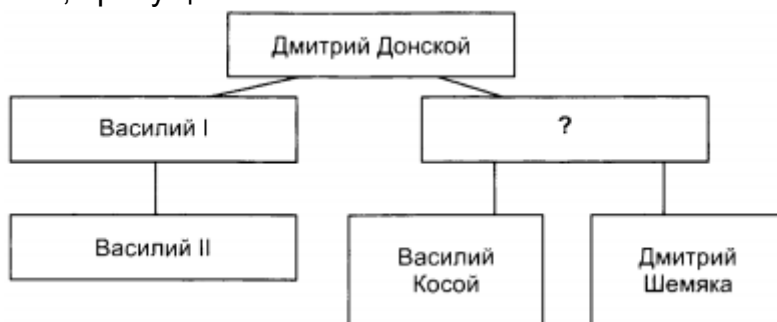 Дмитрий Донской
Василий I
?
Василий II
Василий
Косой
Дмитрий
Шемяка